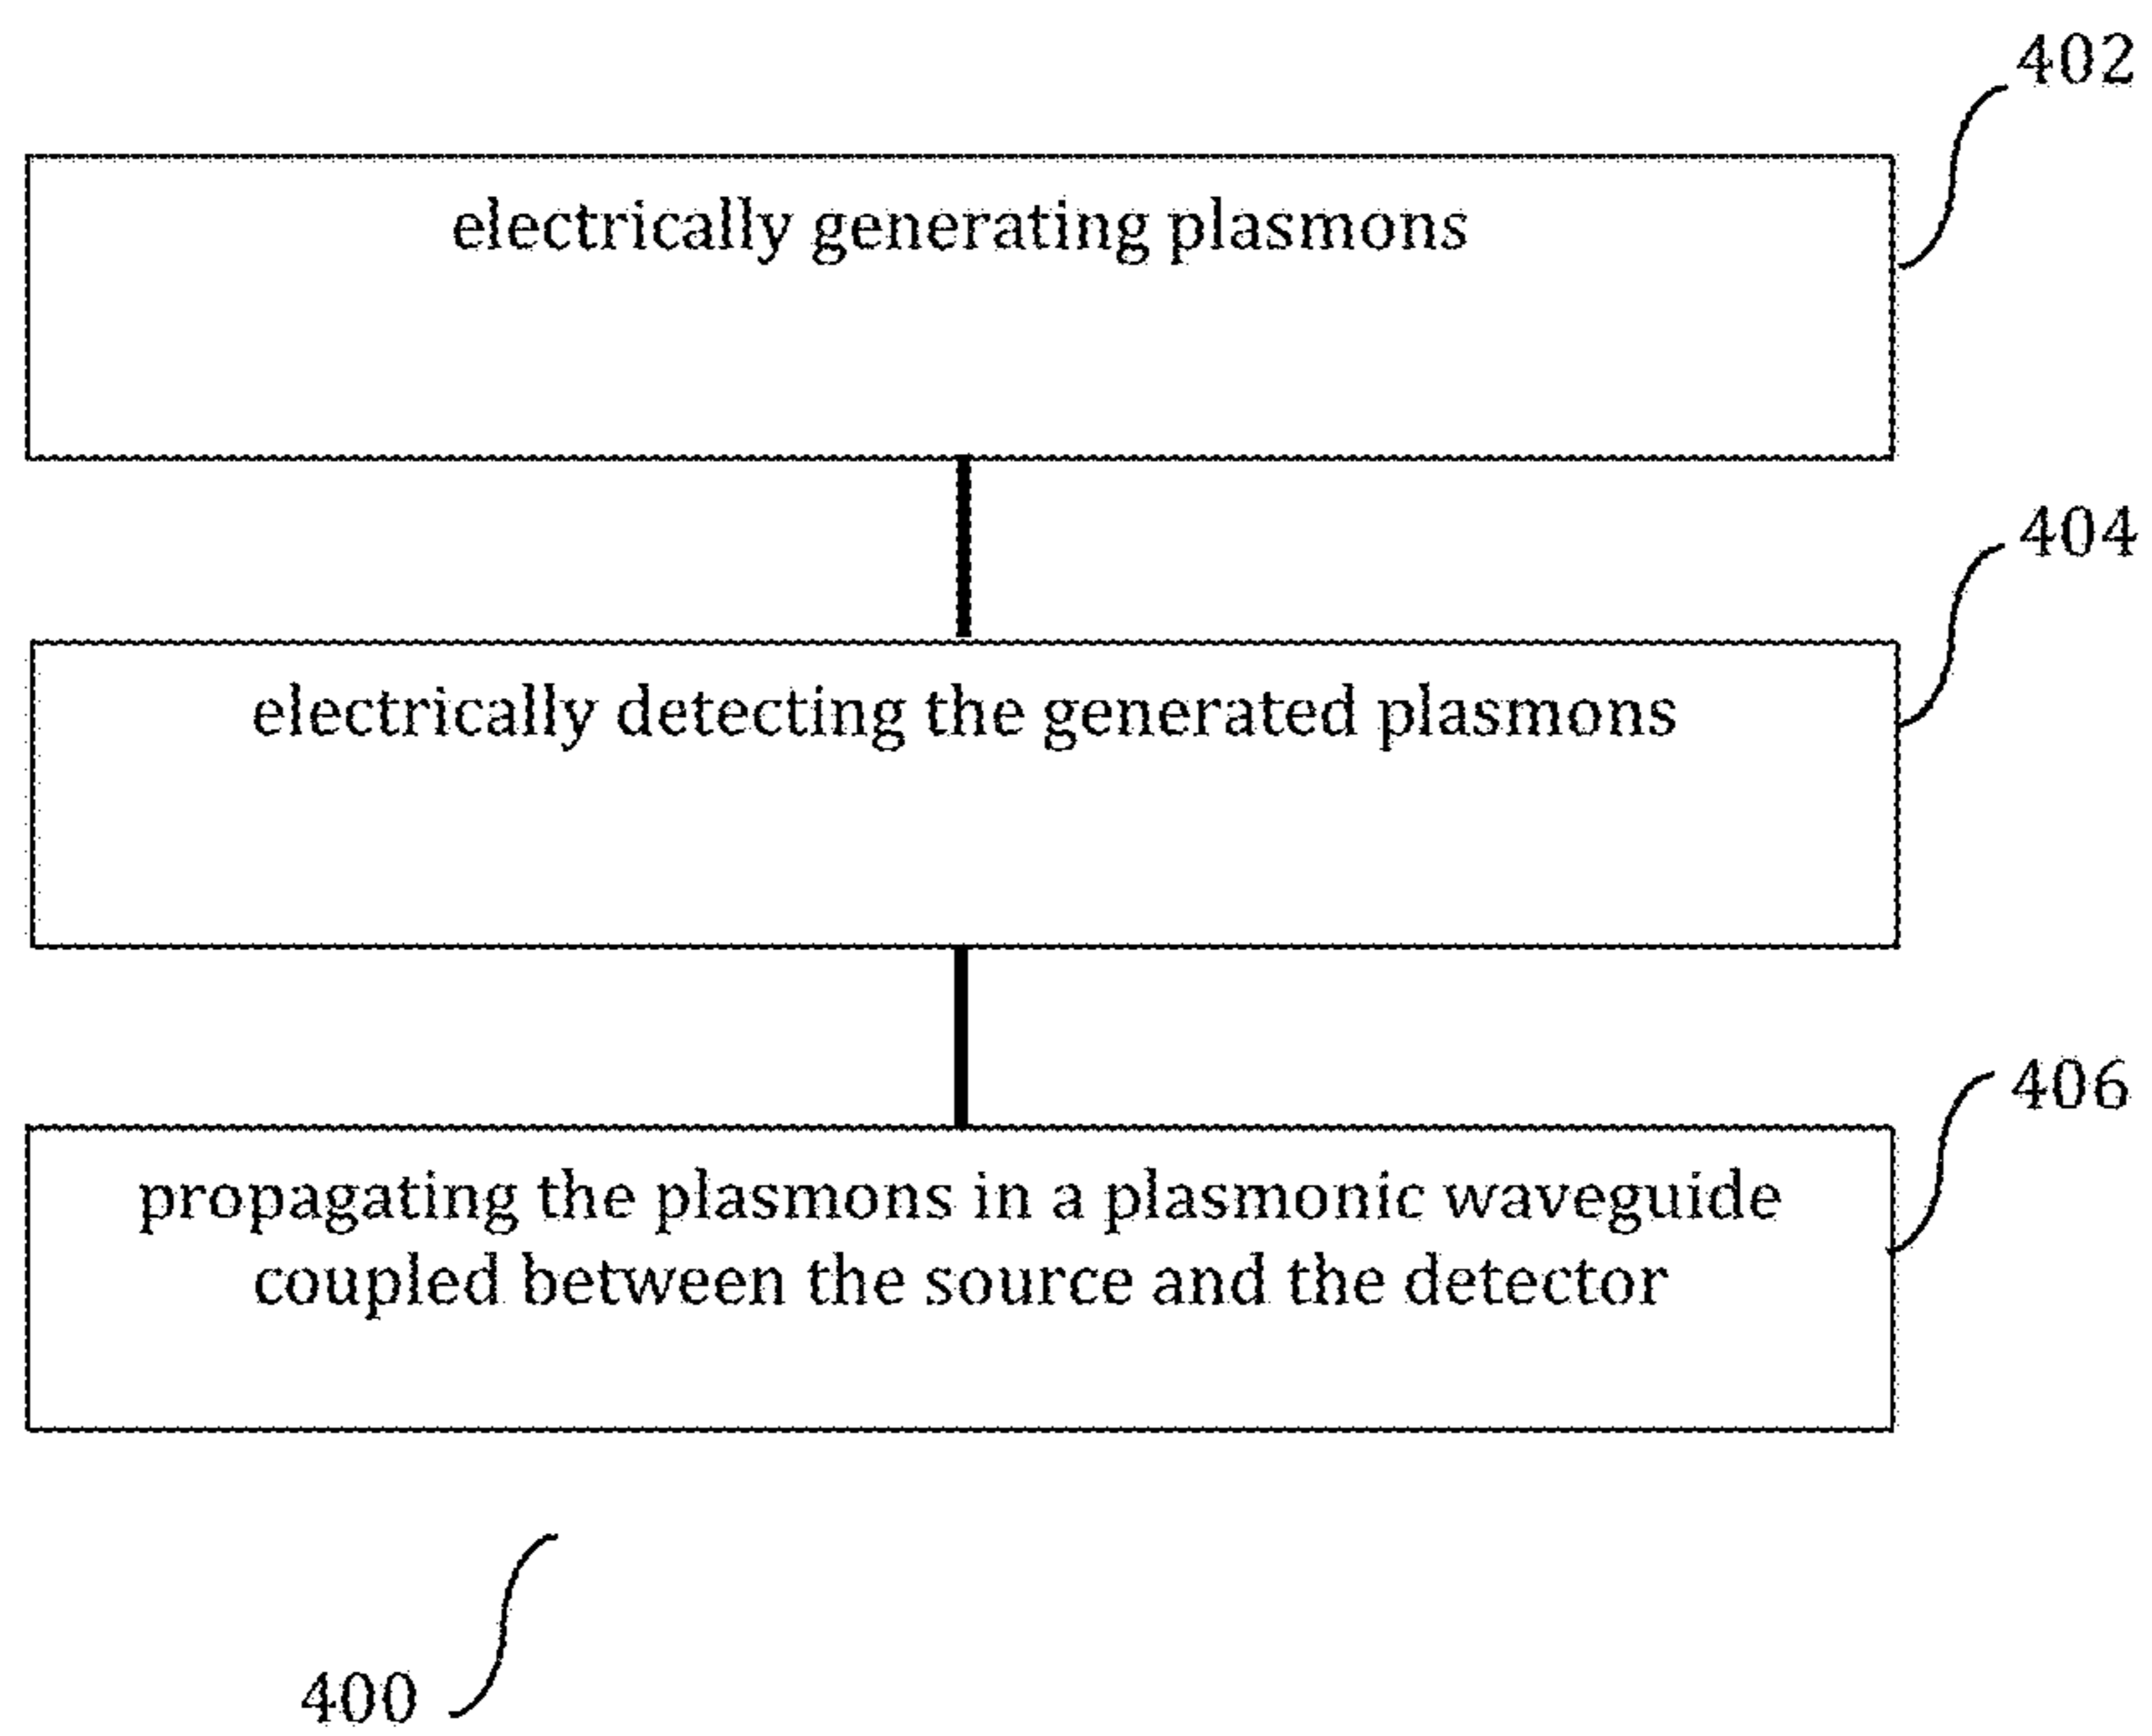 402
electrically generating plasmons
404
electrically detecting the generated plasmons
406
propagating the plasmons in a plasmonic waveguide
coupled between the source and the detector
400